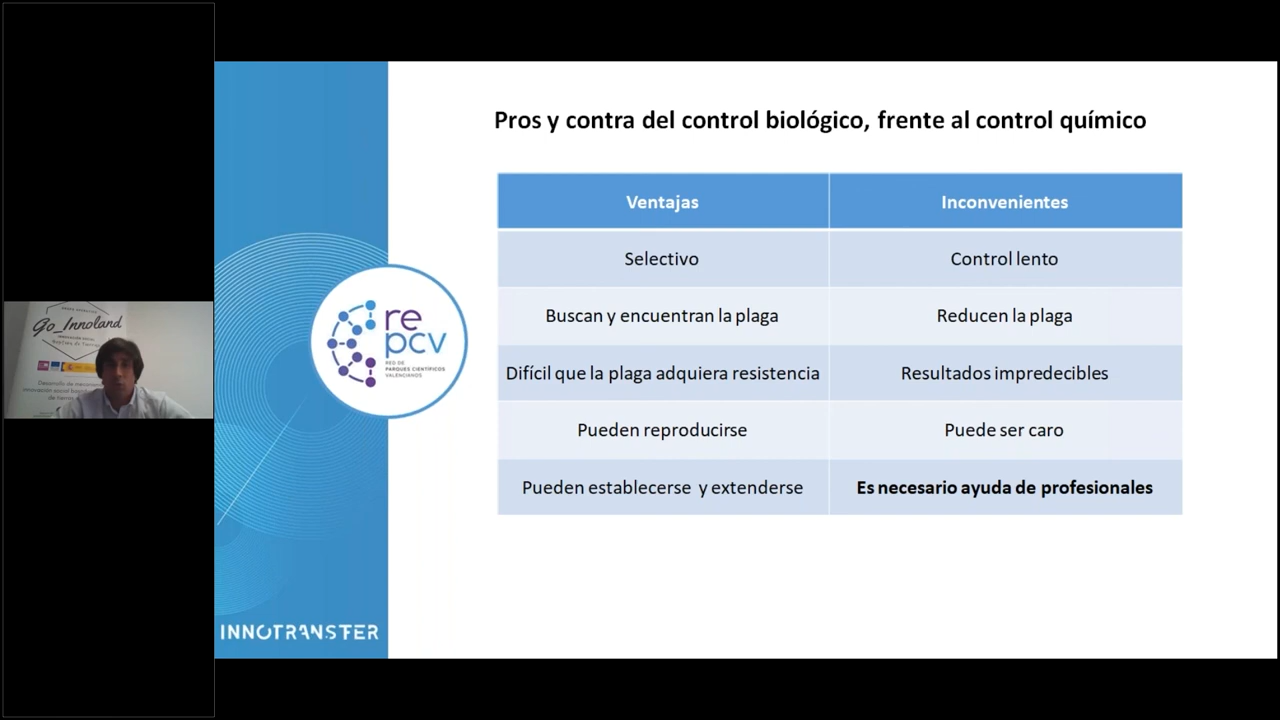 Pros y contra del control biológico, frente al control químico
Ventajas
Inconvenientes
Selectivo
Control lento
Buscan y encuentran la plaga
Reducen la plaga
Difícil que la plaga adquiera resistencia
Resultados impredecibles
Pueden reproducirse
Puede ser caro
Pueden establecerse y extenderse
Es necesario ayuda de profesionales
re
pcv
RED DE
PARQUES CIENTÍFICOS
VALENCIANOS
INNOTRANSFER
Go_Innoland